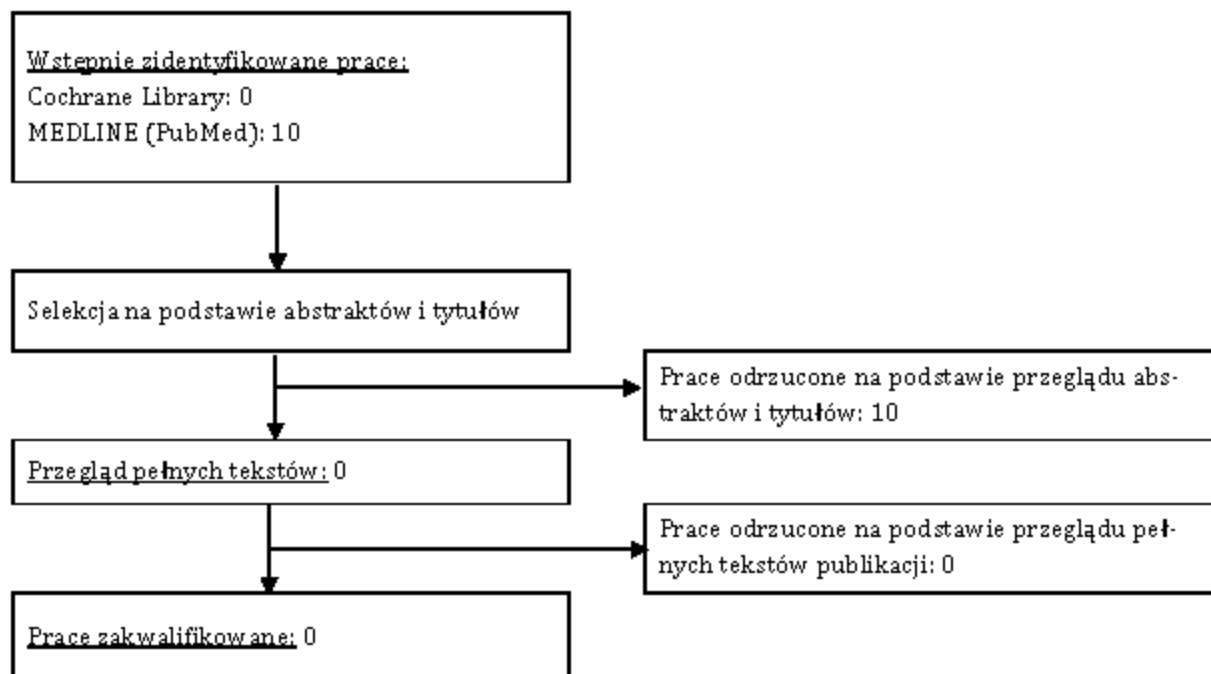 Wstępnie zidentyfikowane prace:
Cochrane Library: 0
MEDLINE (PubMed): 10
Selekcja na podstawie abstraktów i tytułów
Prace odrzucone na podstawie przeglądu abs-
traktów i tytułów: 10
Przegląd pełnych tekstów: 0
Prace odrzucone na podstawie przeglądu peł-
nych tekstów publikacji: 0
Prace zakwalifikowane: 0